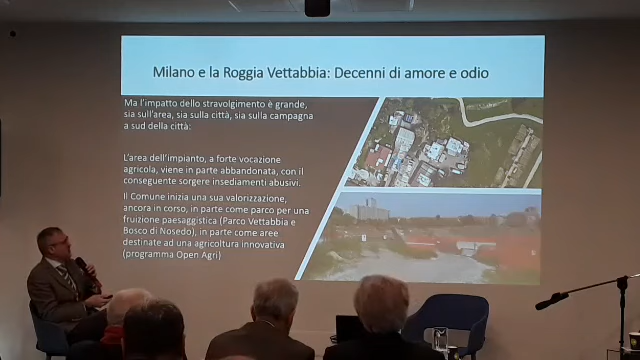 Milano e la Roggia Vettabbia: Decenni di amore e odio
Ma l'impatto dello stravolgimento è grande,
sia sull'area, sia sulla città, sia sulla campagna
a sud della città:
L'area dell'impianto, a forte vocazione
agricola, viene in parte abbandonata, con il
conseguente sorgere insediamenti abusivi.
Il Comune inizia una sua valorizzazione,
ancora in corso, in parte come parco per una
fruizione paesaggistica (Parco Vettabbia e
Bosco di Nosedo), in parte come aree
destinate ad una agricoltura innovativa
(programma Open Agri)